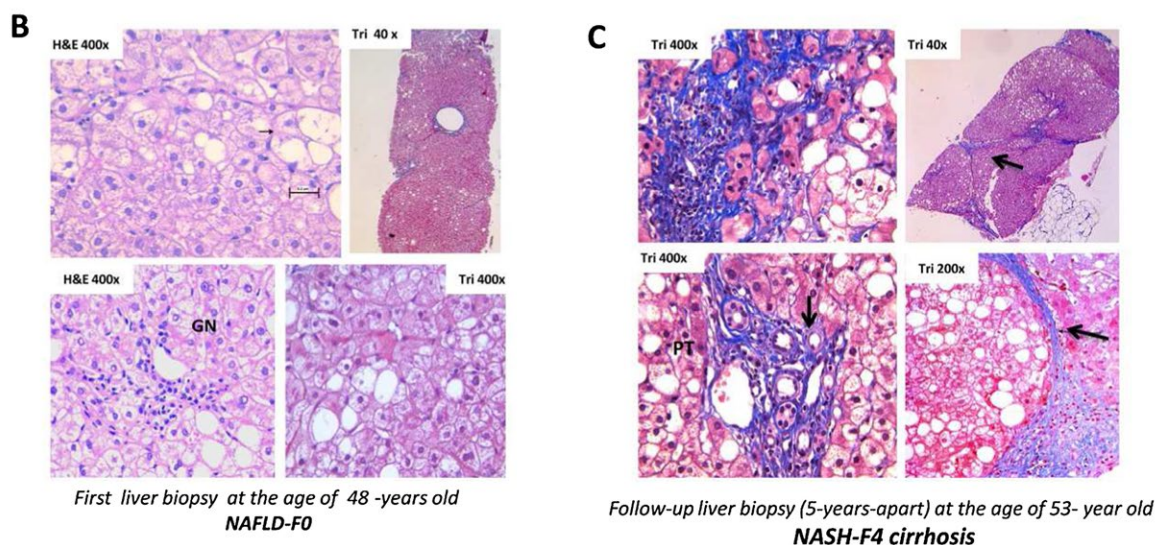 B
H&E 400x
Tri 40 x
H&E 400x
GN
Tri 400x
First liver biopsy at the age of 48 -years old
NAFLD-F0
C
Tri 400x
Tri 40x
Tri 400x
PT
Tri 200x
Follow-up liver biopsy (5-years-apart) at the age of 53- year old
NASH-F4 cirrhosis